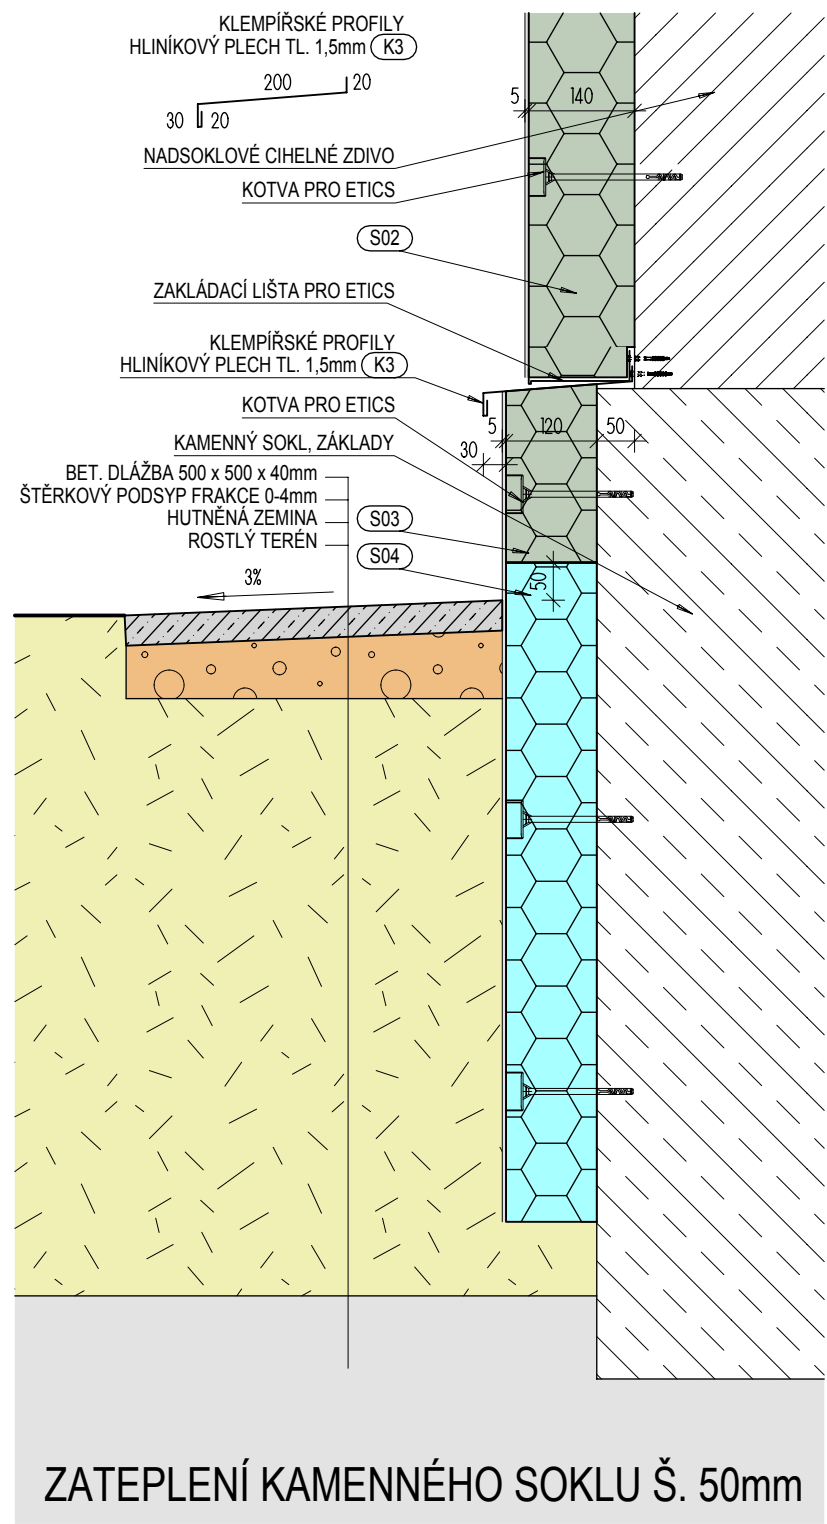 KLEMPÍŘSKÉ PROFILY
HLINÍKOVÝ PLECH TL. 1,5mm K3
200
20
30
20
5
140
NADSOKLOVÉ CIHELNÉ ZDIVO
KOTVA PRO ETICS
S02
ZAKLÁDACÍ LIŠTA PRO ETICS
KLEMPÍŘSKÉ PROFILY
HLINÍKOVÝ PLECH TL. 1,5mm K3
KOTVA PRO ETICS
5
120
50
KAMENNÝ SOKL, ZÁKLADY
30
BET. DLÁŽBA 500 x 500 x 40mm
ŠTĚRKOVÝ PODSYP FRAKCE 0-4mm
HUTNĚNÁ ZEMINA
S03
ROSTLÝ TERÉN
S04
3%
50
ZATEPLENÍ KAMENNÉHO SOKLU Š. 50mm